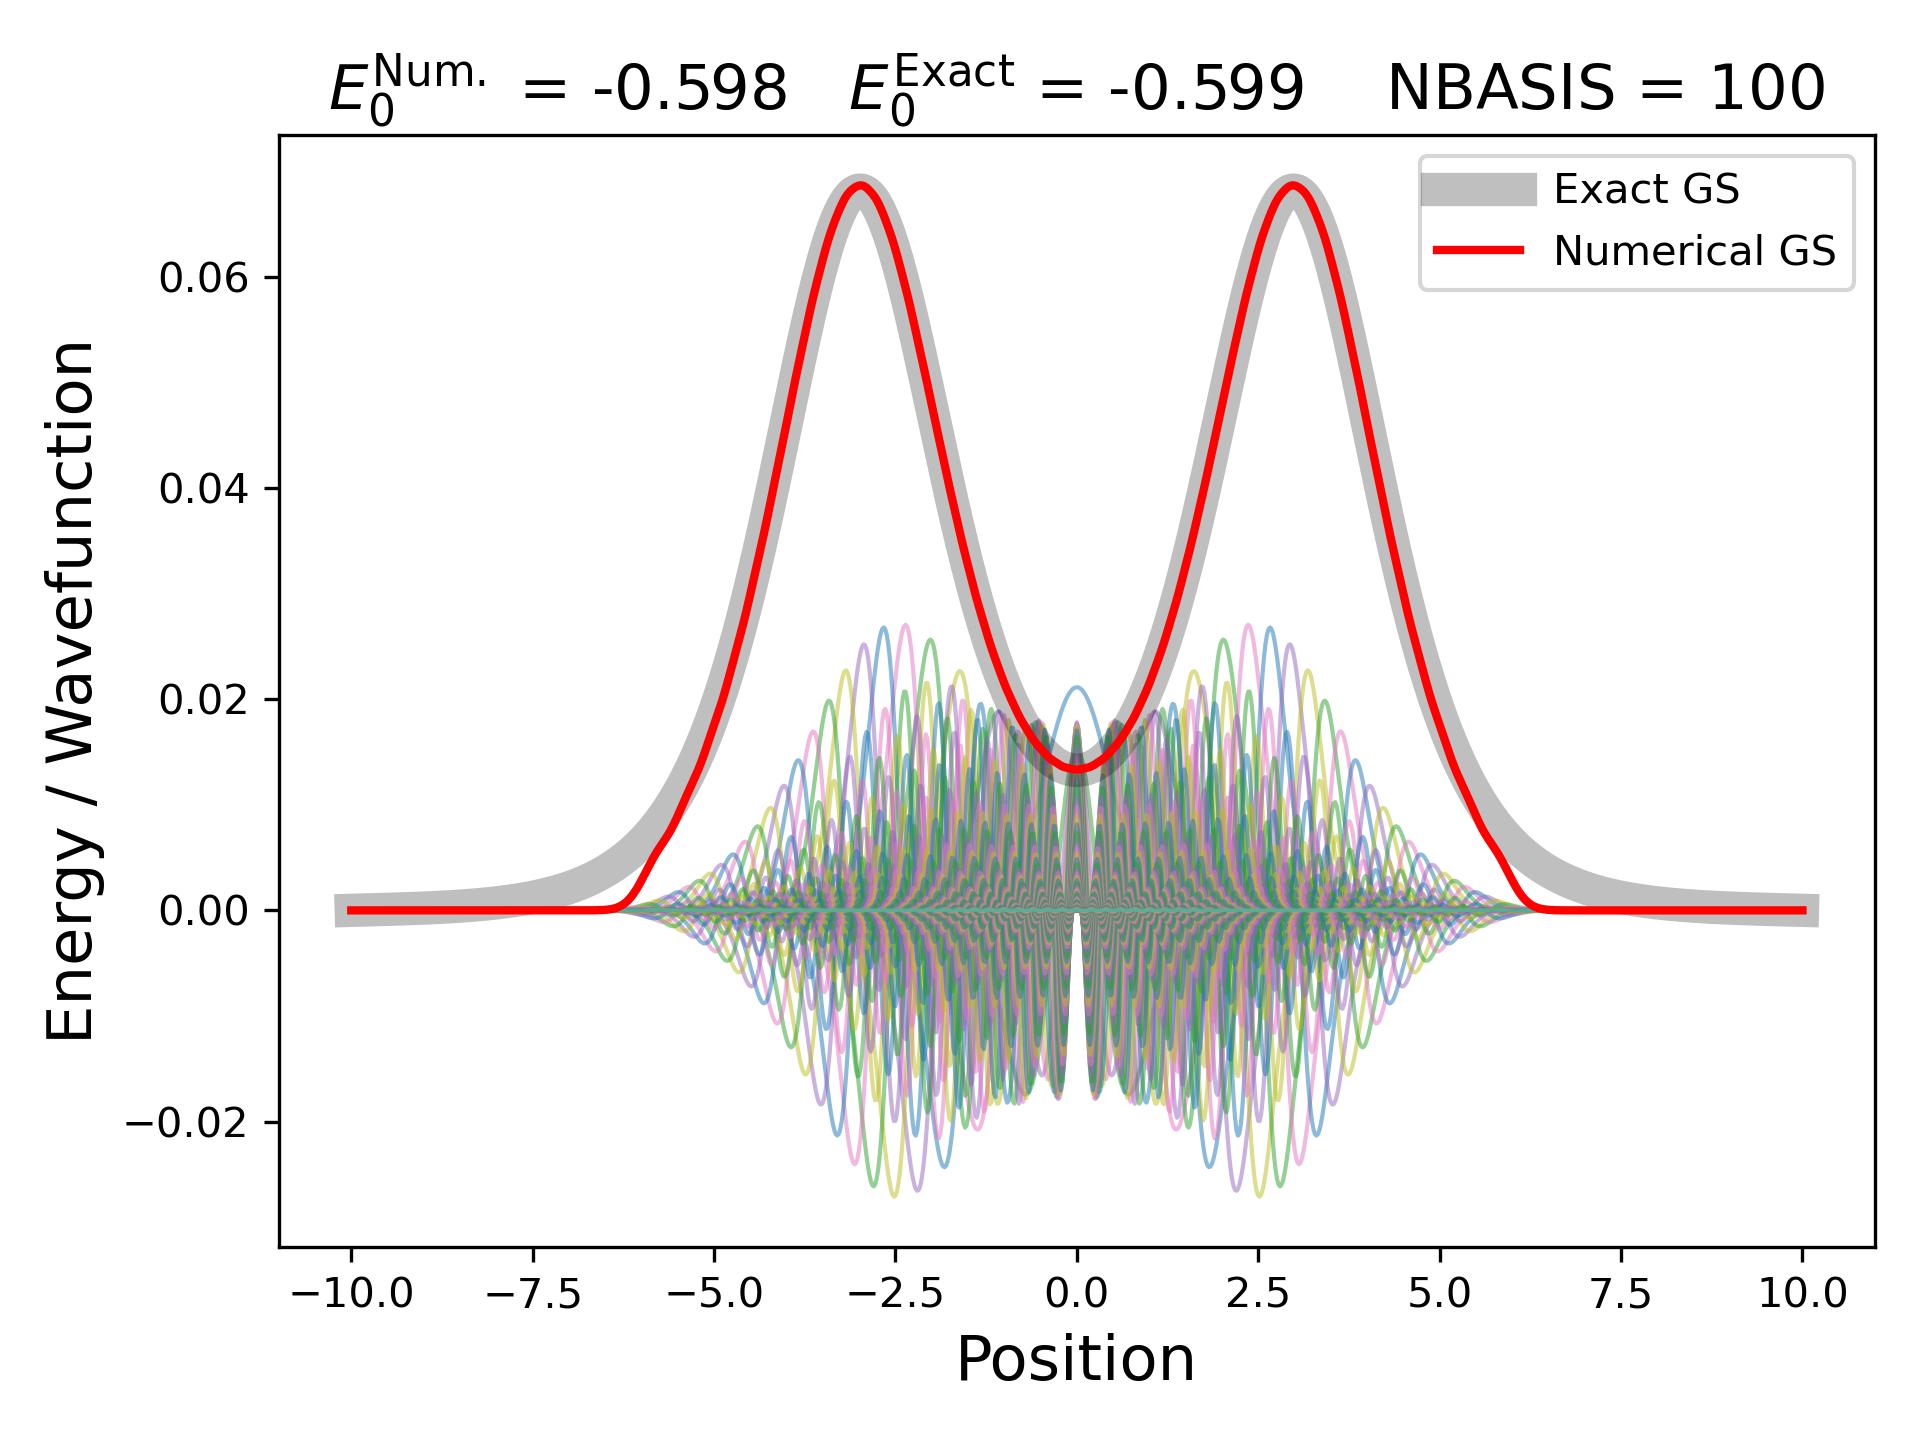 E₀^Num. = -0.598 E₀^Exact = -0.599 NBASIS = 100
Exact GS
Numerical GS
Energy / Wavefunction
0.06
0.04
0.02
0.00
−0.02
−10.0 −7.5 −5.0 −2.5 0.0 2.5 5.0 7.5 10.0
Position